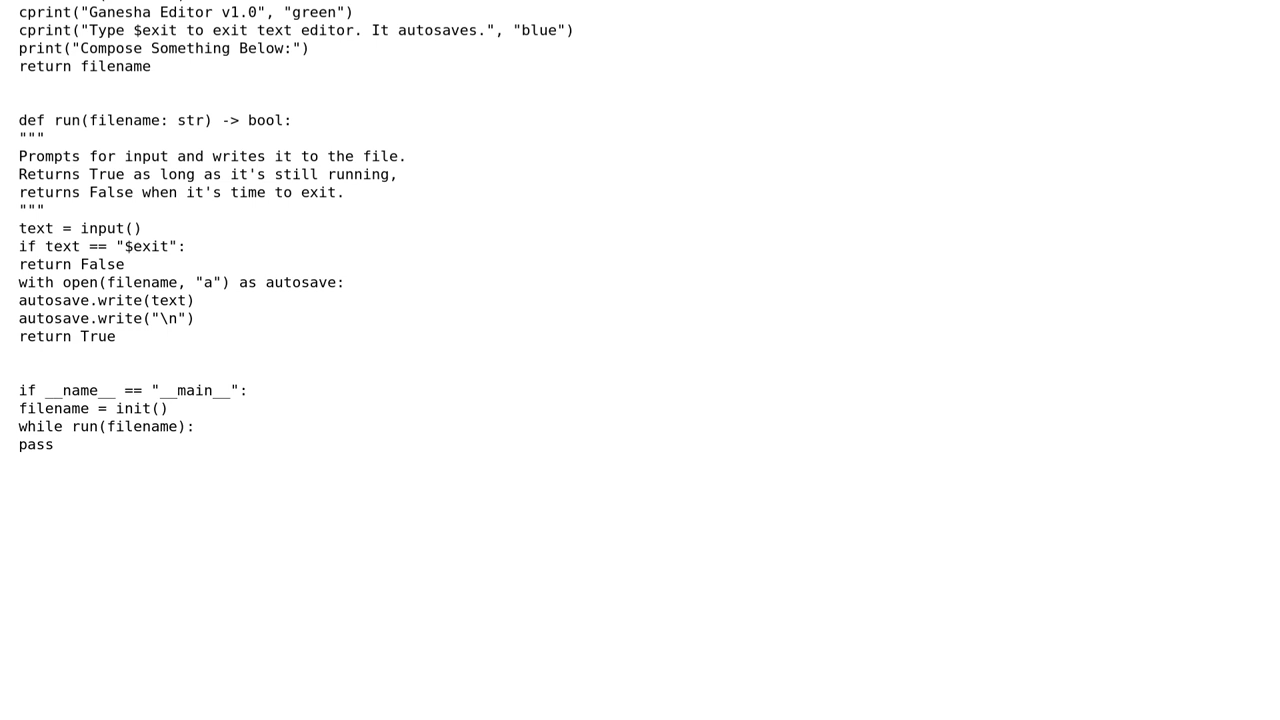 cprint("Ganesha Editor v1.0", "green")
cprint("Type $exit to exit text editor. It autosaves.", "blue")
print("Compose Something Below:")
return filename
def run(filename: str) -> bool:
"""
Prompts for input and writes it to the file.
Returns True as long as it's still running,
returns False when it's time to exit.
"""
text = input()
if text == "$exit":
return False
with open(filename, "a") as autosave:
autosave.write(text)
autosave.write("\n")
return True
if __name__ == "__main__":
filename = init()
while run(filename):
pass